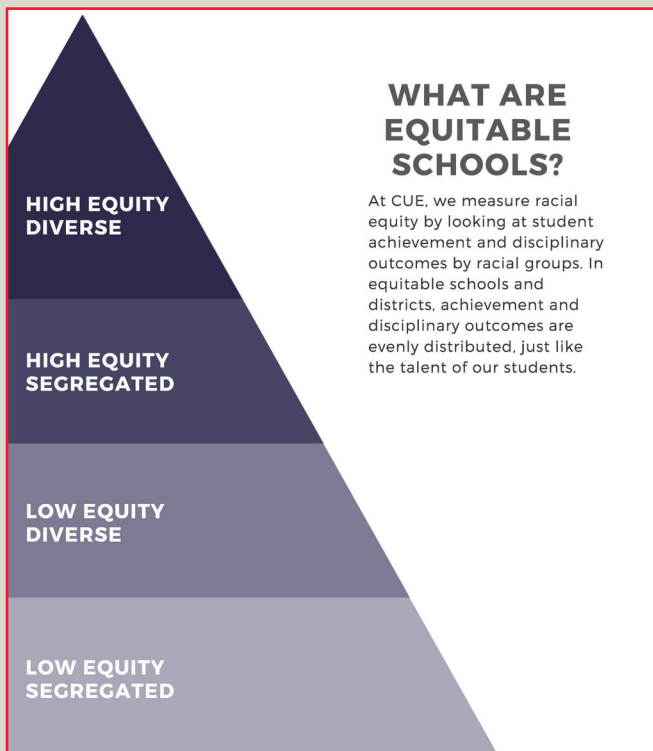 WHAT ARE
EQUITABLE
SCHOOLS?
At CUE, we measure racial
equity by looking at student
achievement and disciplinary
outcomes by racial groups. In
equitable schools and
districts, achievement and
disciplinary outcomes are
evenly distributed, just like
the talent of our students.
HIGH EQUITY
DIVERSE
HIGH EQUITY
SEGREGATED
LOW EQUITY
DIVERSE
LOW EQUITY
SEGREGATED